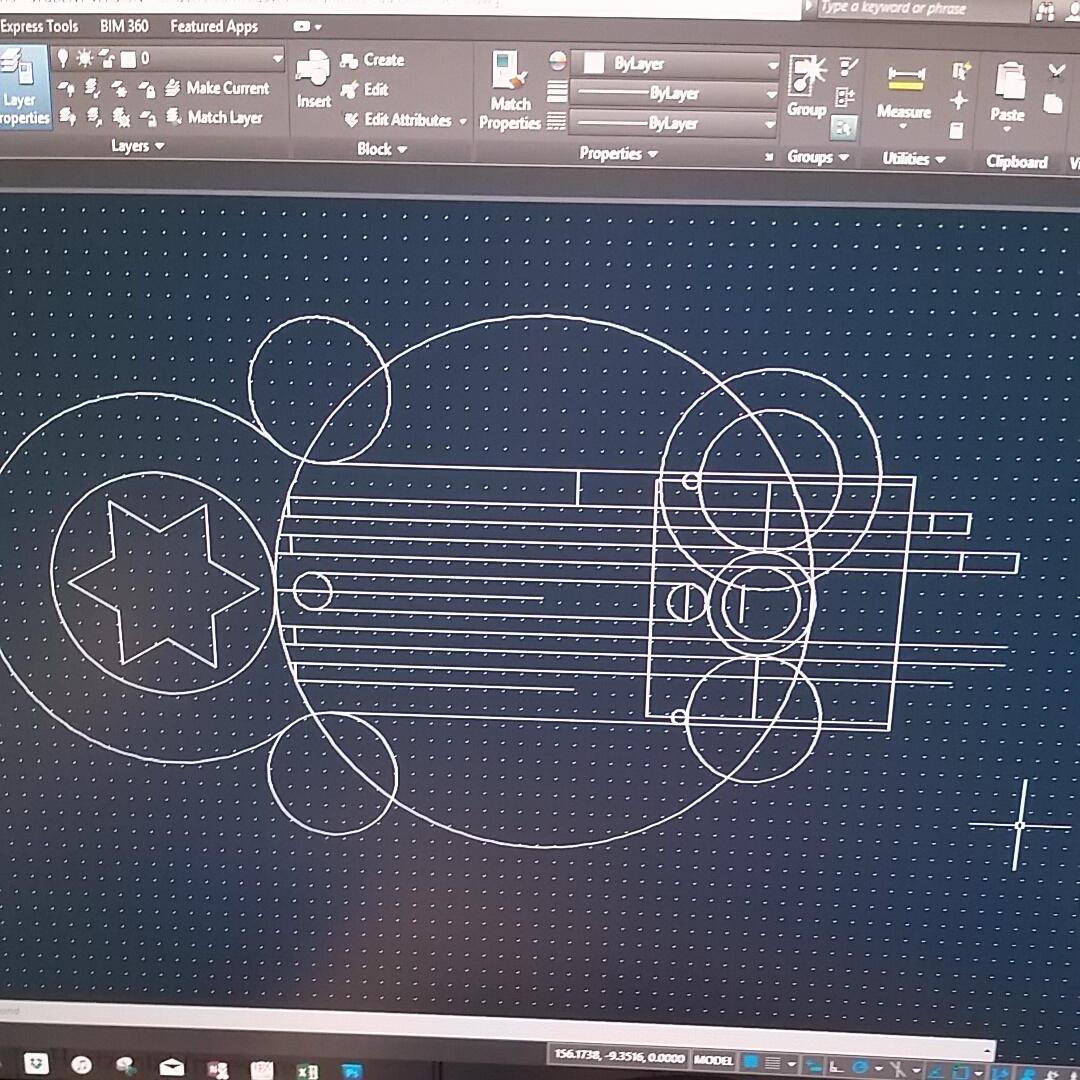 Type a keyword or phrase
Express Tools BIM 360 Featured Apps
0
Make Current
Match Layer
Layer
Properties
Layers
Insert
Create
Edit
Edit Attributes
Block
Match
Properties
ByLayer
ByLayer
ByLayer
Properties
Group
Groups
Measure
Utilities
Paste
Clipboard
156.1738, -9.3516, 0.0000 MODEL
Ps